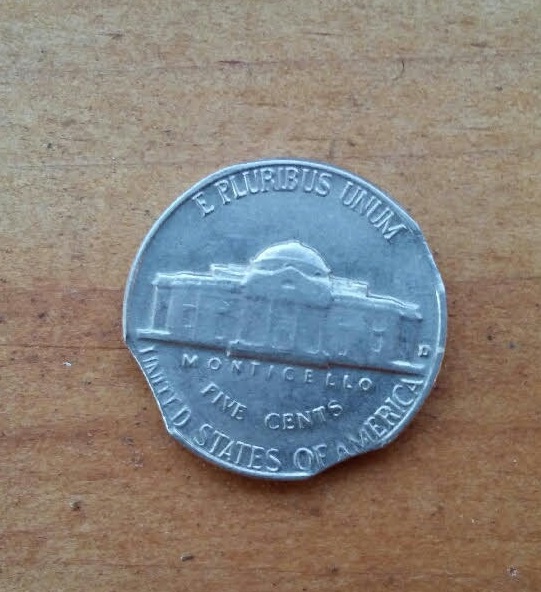 E PLURIBUS UNUM
D
MONTICELLO
FIVE CENTS
UNITED STATES OF AMERICA